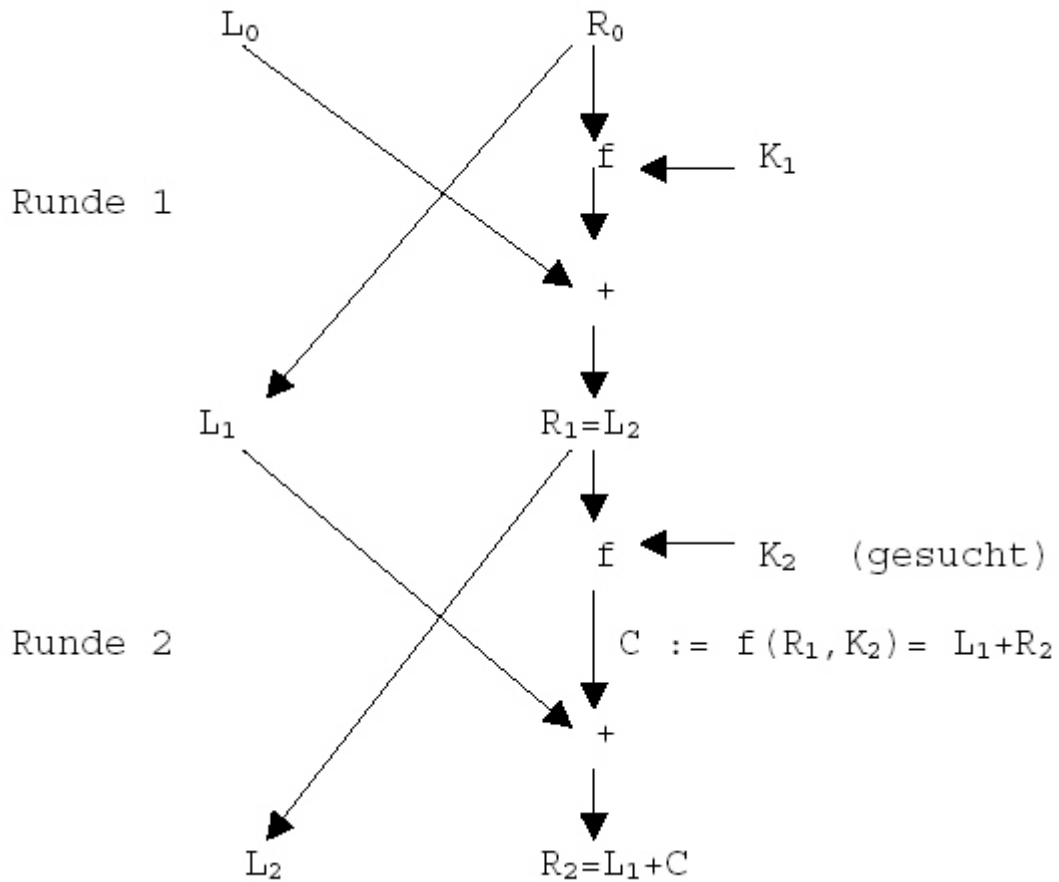 L₀ R₀
f K₁
Runde 1
+
L₁ R₁=L₂
f K₂ (gesucht)
Runde 2 C := f(R₁,K₂)= L₁+R₂
+
L₂ R₂=L₁+C